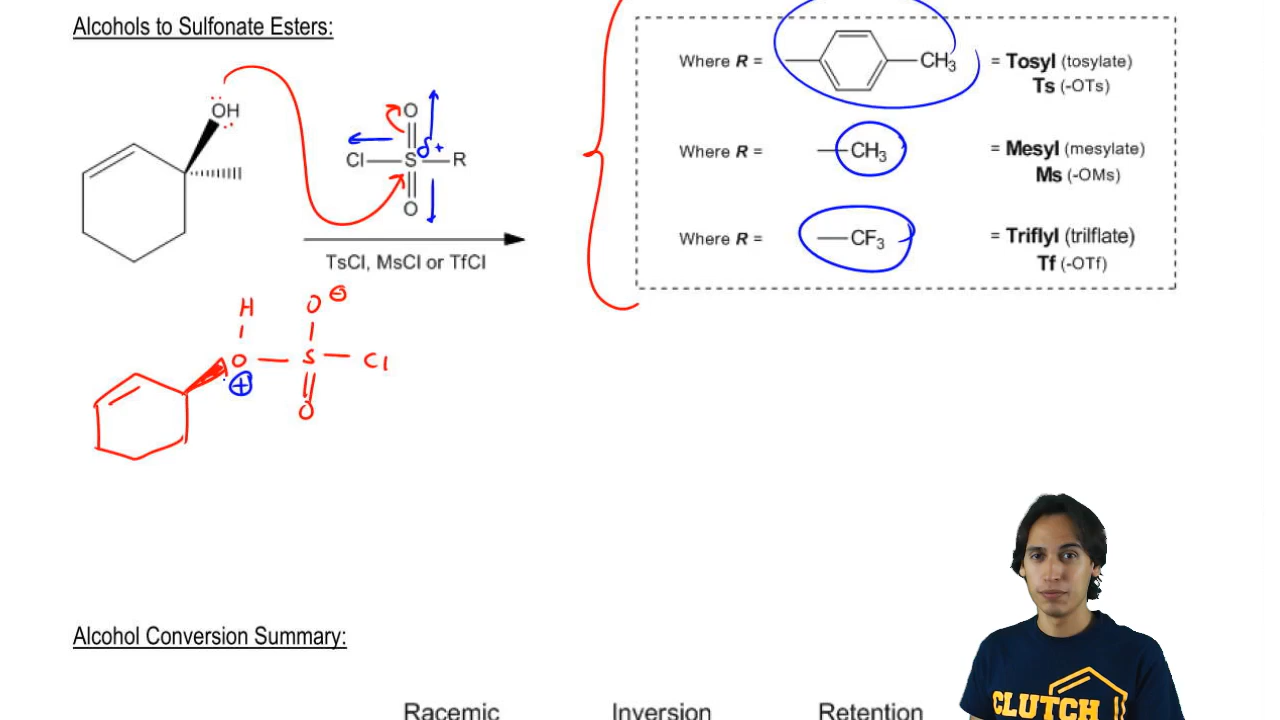 Alcohols to Sulfonate Esters:
OH
O
Cl S δ+ R
O
TsCl, MsCl or TfCl
Where R = CH3 = Tosyl (tosylate)
Ts (-OTs)
Where R = CH3 = Mesyl (mesylate)
Ms (-OMs)
Where R = CF3 = Triflyl (trilflate)
Tf (-OTf)
H O ⊖
O S Cl
⊕
O
Alcohol Conversion Summary:
Racemic Inversion Retention
CLUTCH